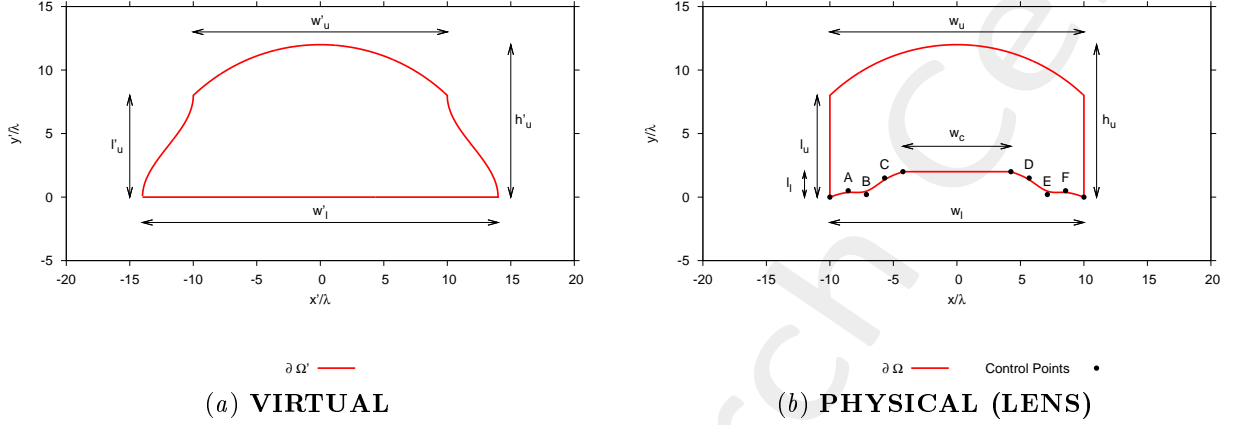 15
10
5
0
-5
-20 -15 -10 -5 0 5 10 15 20
y'/λ
x'/λ
w'u
h'u
l'u
w'l
∂ Ω'
(a) VIRTUAL
15
10
5
0
-5
-20 -15 -10 -5 0 5 10 15 20
y/λ
x/λ
wu
hu
lu
wc
ll
A B C D E F
wl
∂ Ω Control Points
(b) PHYSICAL (LENS)